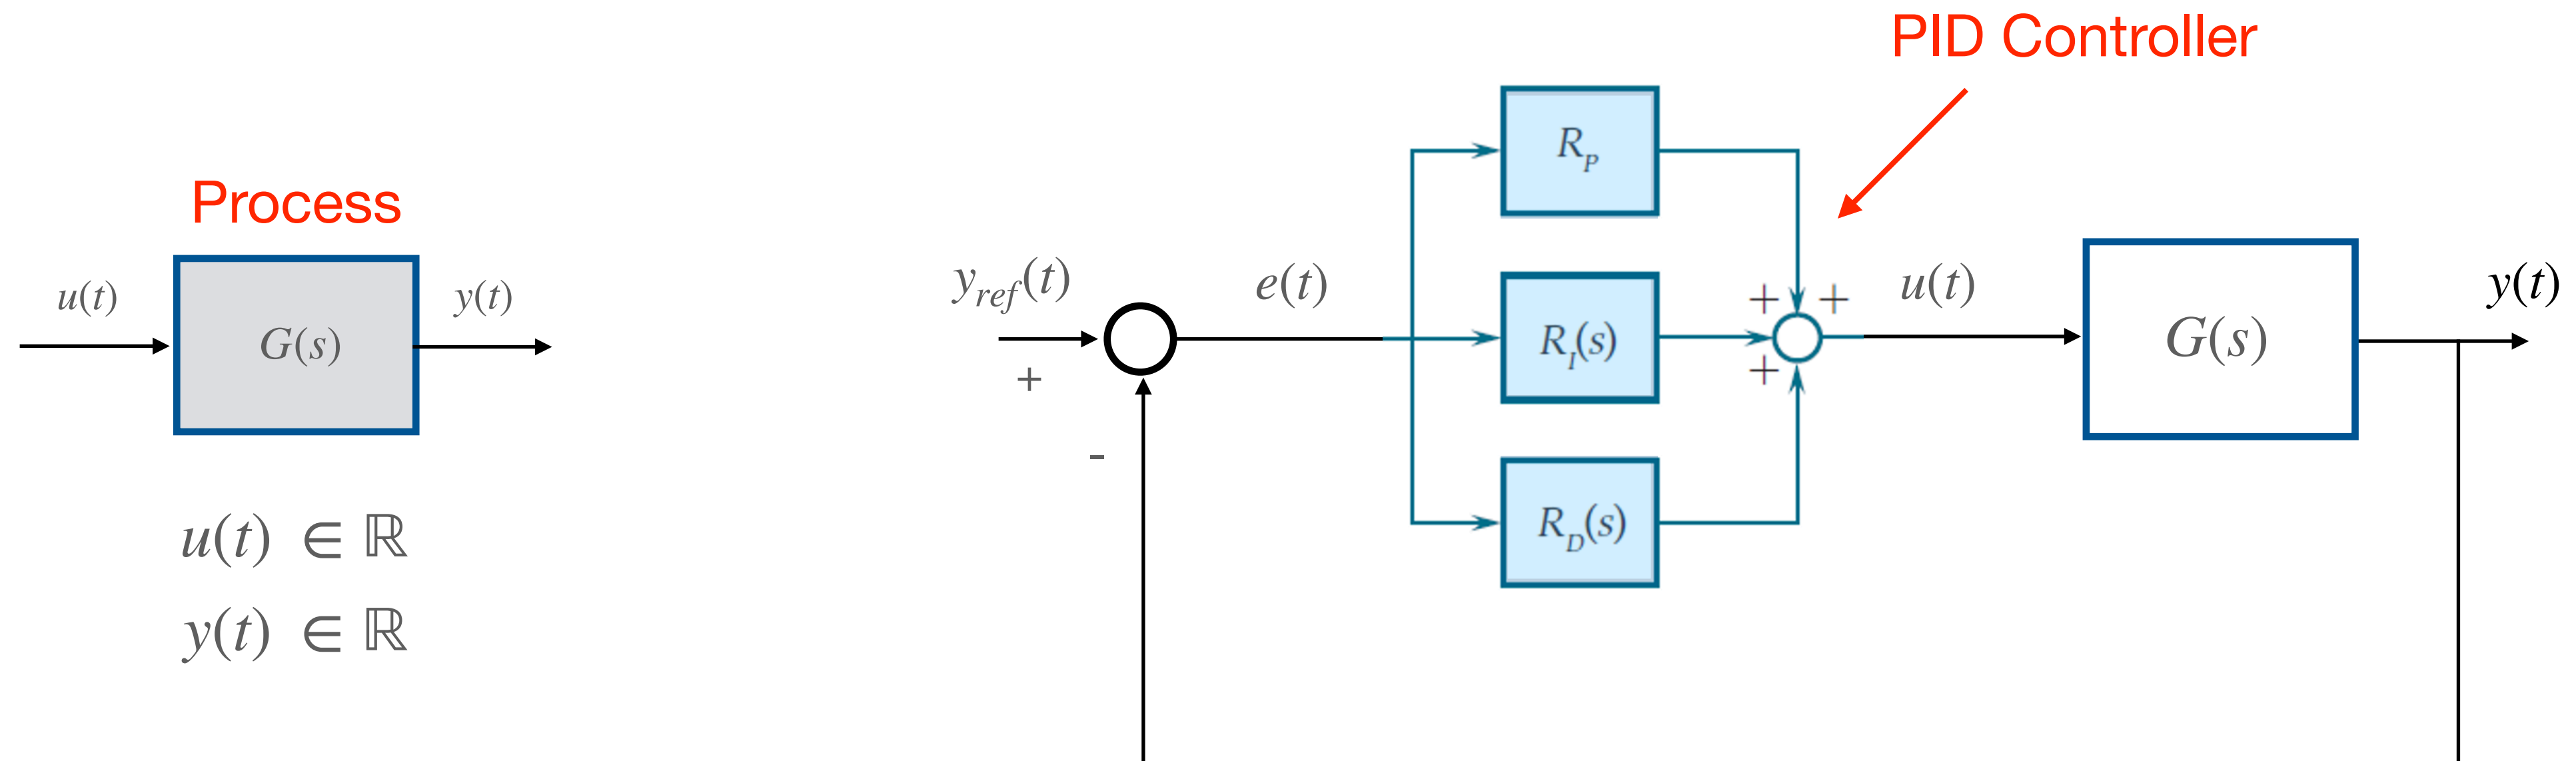 PID Controller
Process
u(t)
G(s)
y(t)
u(t) ∈ ℝ
y(t) ∈ ℝ
y_ref(t)
+
-
e(t)
R_P
R_I(s)
R_D(s)
+ +
+
u(t)
G(s)
y(t)